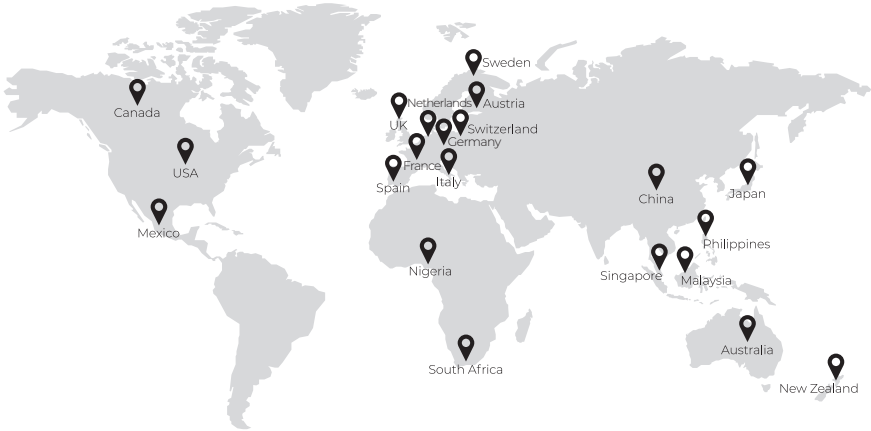 Sweden
Canada
Netherlands
Austria
UK
Switzerland
Germany
USA
France
Italy
Spain
China
Japan
Mexico
Philippines
Nigeria
Singapore
Malaysia
Australia
South Africa
New Zealand